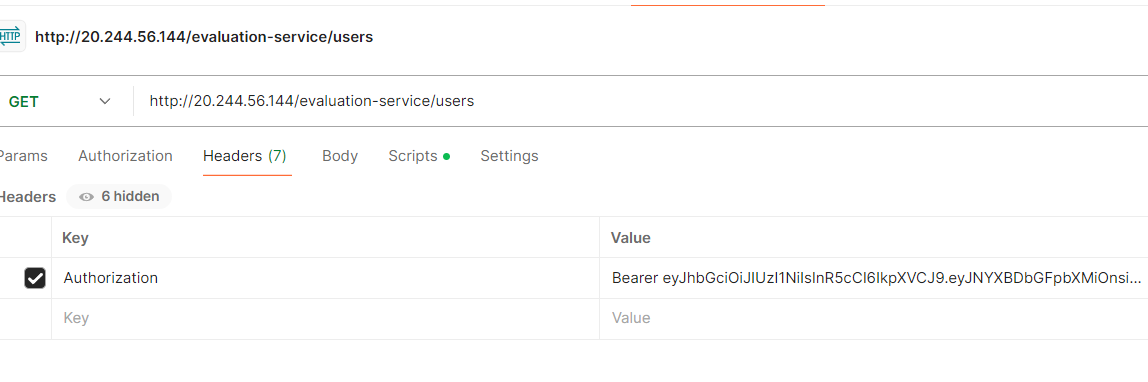 HTTP http://20.244.56.144/evaluation-service/users
GET http://20.244.56.144/evaluation-service/users
Params Authorization Headers (7) Body Scripts Settings
Headers 6 hidden
Key Value
Authorization Bearer eyJhbGciOiJIUzI1NiIsInR5cCI6IkpXVCJ9.eyJNYXBDbGFpbXMiOnsi...
Key Value